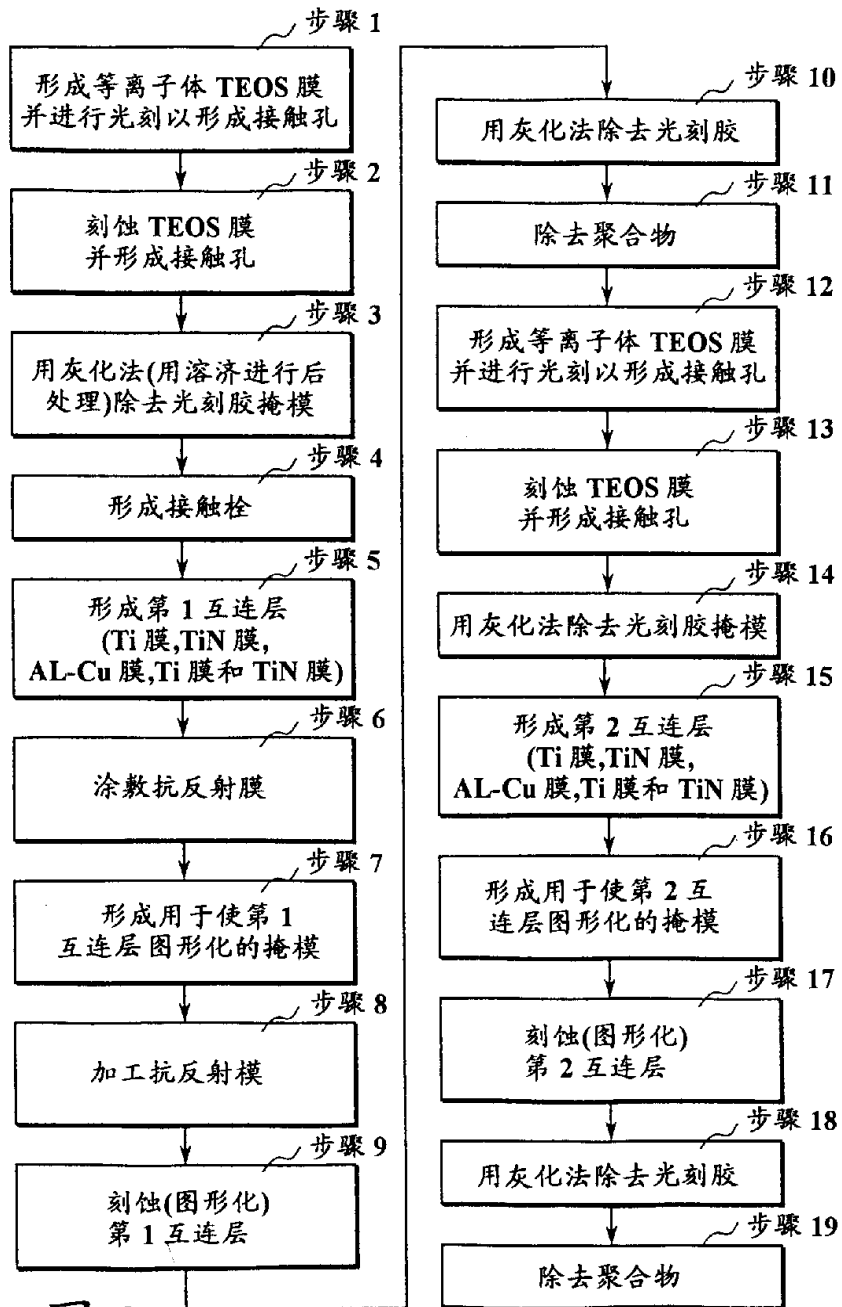 步骤 1
形成等离子体 TEOS 膜
并进行光刻以形成接触孔
步骤 2
刻蚀 TEOS 膜
并形成接触孔
步骤 3
用灰化法(用溶济进行后
处理)除去光刻胶掩模
步骤 4
形成接触栓
步骤 5
形成第 1 互连层
(Ti 膜,TiN 膜,
AL-Cu 膜,Ti 膜和 TiN 膜)
步骤 6
涂敷抗反射膜
步骤 7
形成用于使第 1
互连层图形化的掩模
步骤 8
加工抗反射模
步骤 9
刻蚀(图形化)
第 1 互连层
步骤 10
用灰化法除去光刻胶
步骤 11
除去聚合物
步骤 12
形成等离子体 TEOS 膜
并进行光刻以形成接触孔
步骤 13
刻蚀 TEOS 膜
并形成接触孔
步骤 14
用灰化法除去光刻胶掩模
步骤 15
形成第 2 互连层
(Ti 膜,TiN 膜,
AL-Cu 膜,Ti 膜和 TiN 膜)
步骤 16
形成用于使第 2 互
连层图形化的掩模
步骤 17
刻蚀(图形化)
第 2 互连层
步骤 18
用灰化法除去光刻胶
步骤 19
除去聚合物